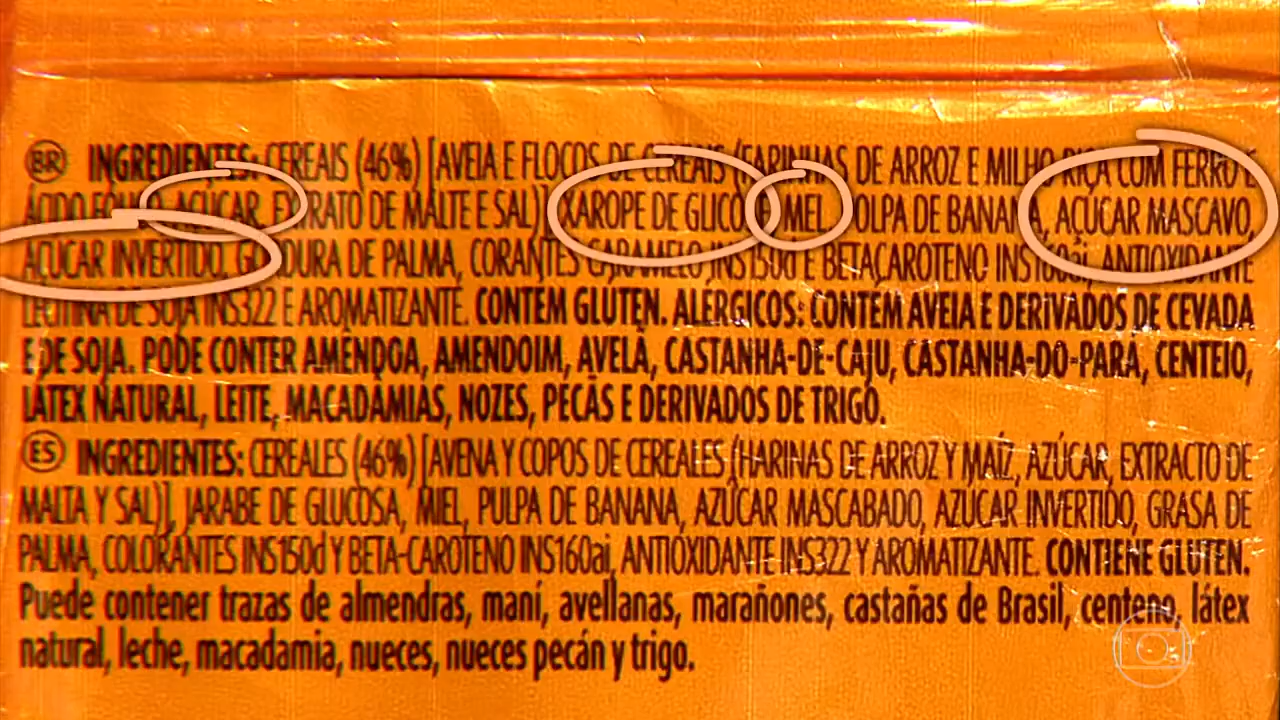 BR INGREDIENTES: CEREAIS (46%) [AVEIA E FLOCOS DE CEREAIS (FARINHAS DE ARROZ E MILHO RICA COM FERRO E
ÁCIDO AÇÚCAR, EXTRATO DE MALTE E SAL)], XAROPE DE GLICOSE, MEL, POLPA DE BANANA, AÇÚCAR MASCAVO,
AÇÚCAR INVERTIDO, GORDURA DE PALMA, CORANTES CARAMELO INS150d E BETACAROTENO INS160ai, ANTIOXIDANTE
LECITINA DE SOJA INS322 E AROMATIZANTE. CONTÉM GLÚTEN. ALÉRGICOS: CONTÉM AVEIA E DERIVADOS DE CEVADA
E DE SOJA. PODE CONTER AMÊNDOA, AMENDOIM, AVELÃ, CASTANHA-DE-CAJU, CASTANHA-DO-PARÁ, CENTEIO,
LÁTEX NATURAL, LEITE, MACADÂMIAS, NOZES, PECÃS E DERIVADOS DE TRIGO.
ES INGREDIENTES: CEREALES (46%) [AVENA Y COPOS DE CEREALES (HARINAS DE ARROZ Y MAÍZ, AZÚCAR, EXTRACTO DE
MALTA Y SAL)], JARABE DE GLUCOSA, MIEL, PULPA DE BANANA, AZÚCAR MASCABADO, AZÚCAR INVERTIDO, GRASA DE
PALMA, COLORANTES INS150d Y BETA-CAROTENO INS160ai, ANTIOXIDANTE INS322 Y AROMATIZANTE. CONTIENE GLUTEN.
Puede contener trazas de almendras, maní, avellanas, marañones, castañas de Brasil, centeno, látex
natural, leche, macadamia, nueces, nueces pecán y trigo.